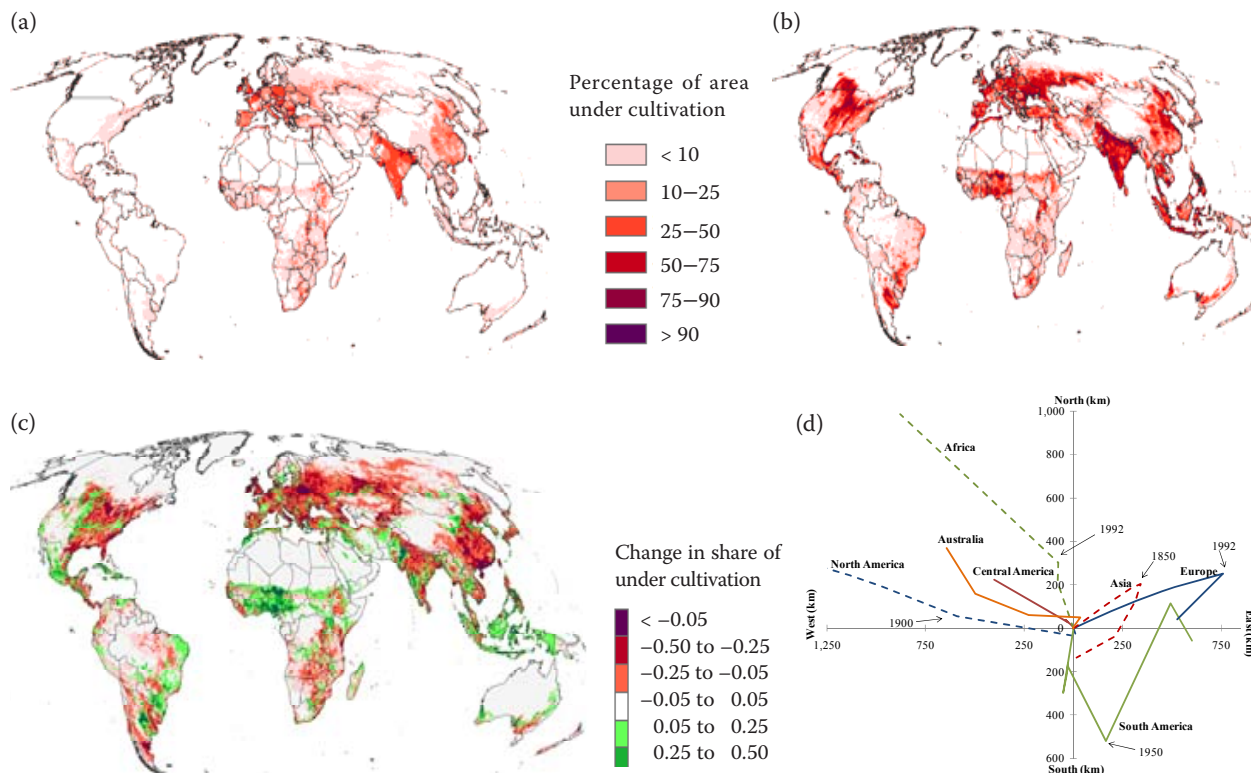 (a)
Percentage of area
under cultivation
< 10
10–25
25–50
50–75
75–90
> 90
(b)
(c)
Change in share of
under cultivation
< −0.05
−0.50 to −0.25
−0.25 to −0.05
−0.05 to 0.05
0.05 to 0.25
0.25 to 0.50
(d)
North (km)
1,000
800
600
400
200
0
200
400
600
South (km)
West (km)
1,250
750
250
250
750
East (km)
Africa
1992
Australia
North America
Central America
1900
Asia
1850
1992
Europe
South America
1950